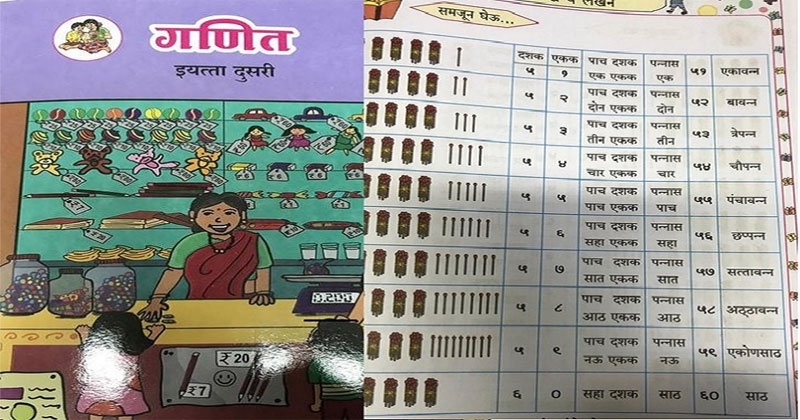 गणित
इयत्ता दुसरी
₹7
₹20
₹7
समजून घेऊ...
दशक एकक
५ १ पाच दशक एक एकक पन्नास एक ५१ एकावन्न
५ २ पाच दशक दोन एकक पन्नास दोन ५२ बावन्न
५ ३ पाच दशक तीन एकक पन्नास तीन ५३ त्रेपन्न
५ ४ पाच दशक चार एकक पन्नास चार ५४ चौपन्न
५ ५ पाच दशक पाच एकक पन्नास पाच ५५ पंचावन्न
५ ६ पाच दशक सहा एकक पन्नास सहा ५६ छप्पन्न
५ ७ पाच दशक सात एकक पन्नास सात ५७ सत्तावन्न
५ ८ पाच दशक आठ एकक पन्नास आठ ५८ अठ्ठावन्न
५ ९ पाच दशक नऊ एकक पन्नास नऊ ५९ एकोणसाठ
६ ० सहा दशक साठ ६० साठ